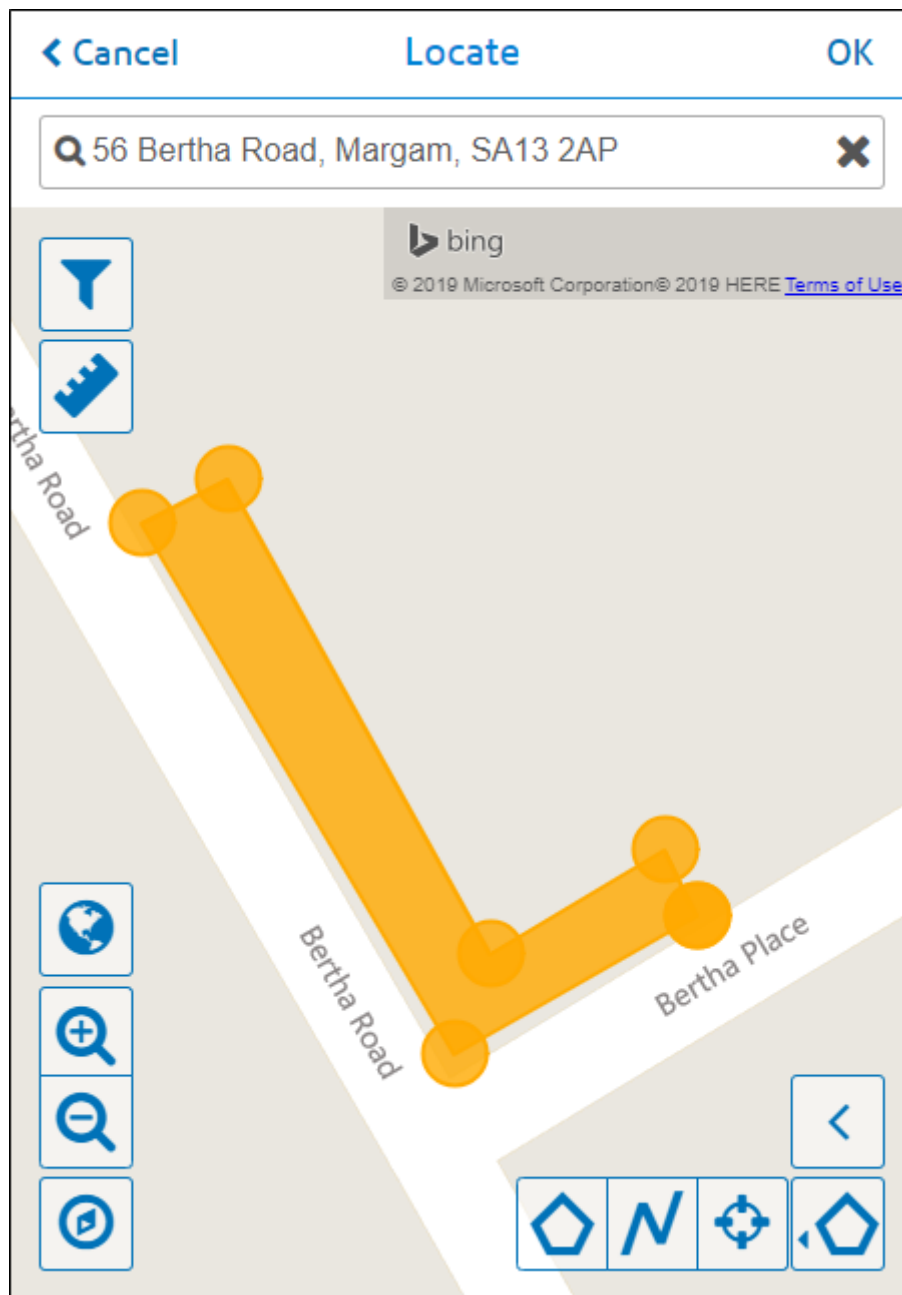 Cancel Locate OK
56 Bertha Road, Margam, SA13 2AP
bing
© 2019 Microsoft Corporation© 2019 HERE Terms of Use
Road
Bertha Road
Bertha Place